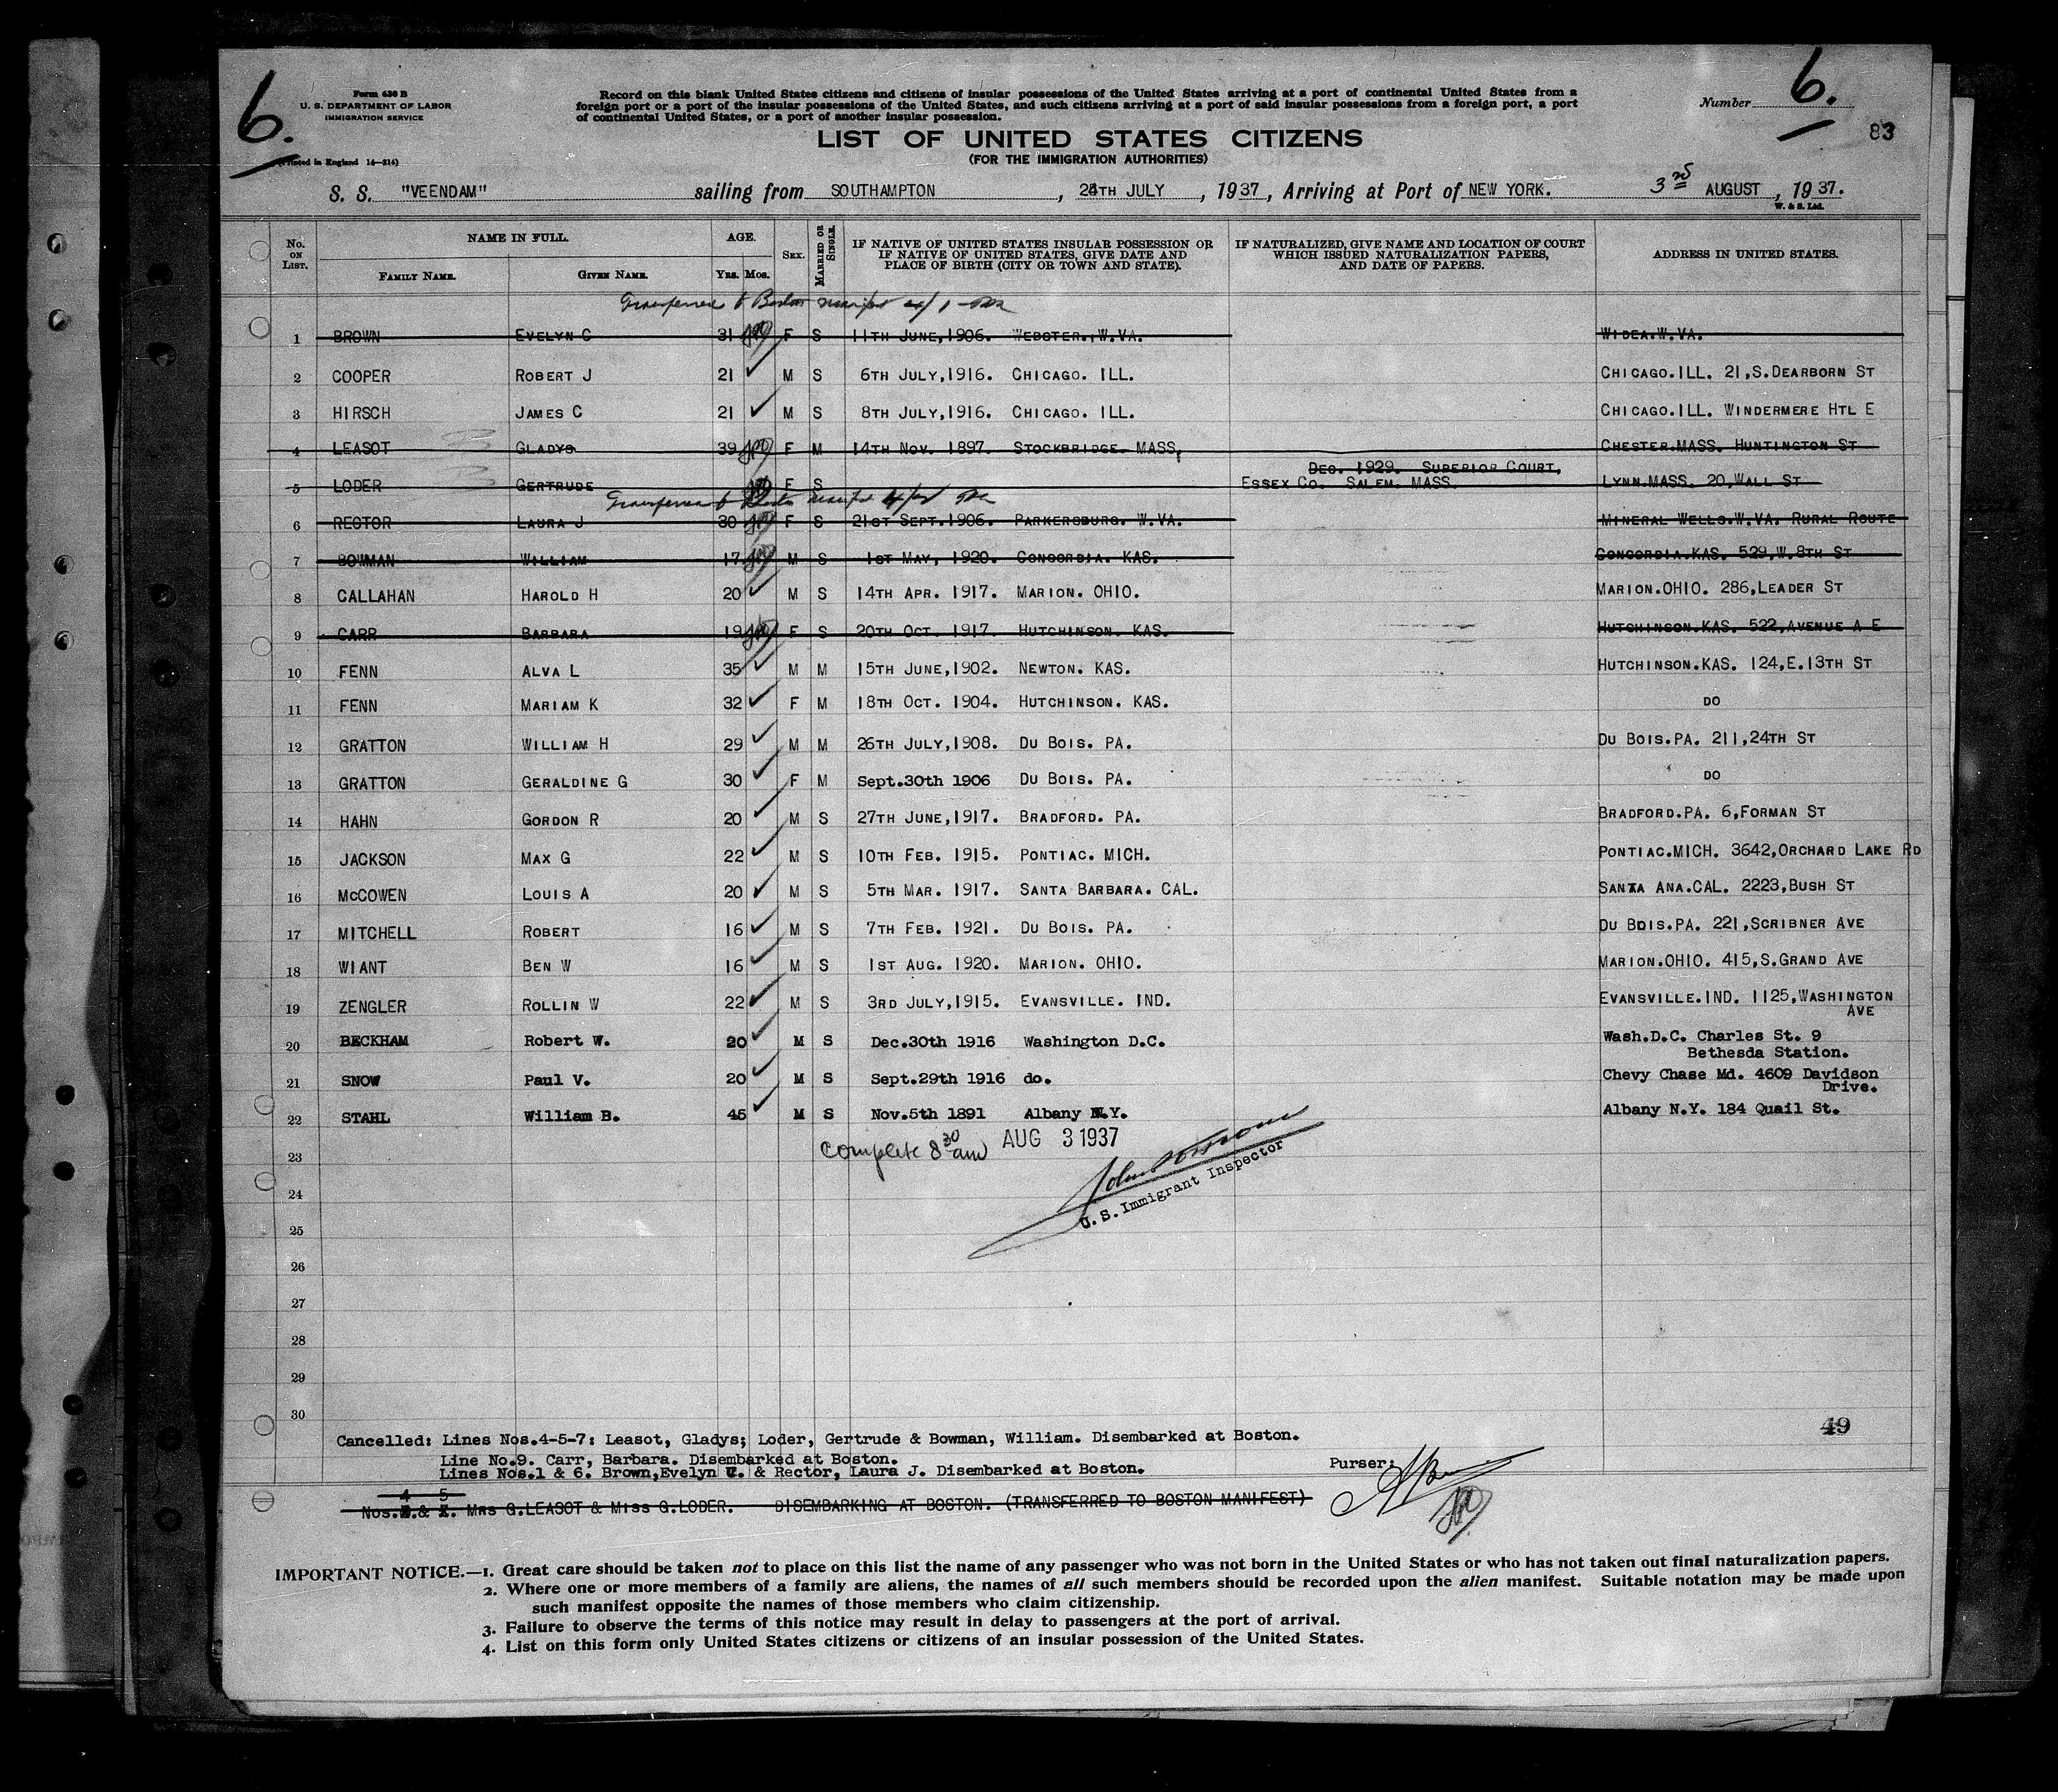 6.
Form 630 B
U. S. DEPARTMENT OF LABOR
IMMIGRATION SERVICE
(Printed in England 14—214)
Record on this blank United States citizens and citizens of insular possessions of the United States arriving at a port of continental United States from a
foreign port or a port of the insular possessions of the United States, and such citizens arriving at a port of said insular possessions from a foreign port, a port
of continental United States, or a port of another insular possession.
Number 6.
83
LIST OF UNITED STATES CITIZENS
(FOR THE IMMIGRATION AUTHORITIES)
S. S. "VEENDAM" sailing from SOUTHAMPTON, 24TH JULY, 1937, Arriving at Port of NEW YORK. 3rd AUGUST, 1937.
W. & S. Ltd.
No. ON LIST. NAME IN FULL. FAMILY NAME. GIVEN NAME. AGE. YRS. MOS. SEX. MARRIED OR SINGLE. IF NATIVE OF UNITED STATES INSULAR POSSESSION OR IF NATIVE OF UNITED STATES, GIVE DATE AND PLACE OF BIRTH (CITY OR TOWN AND STATE). IF NATURALIZED, GIVE NAME AND LOCATION OF COURT WHICH ISSUED NATURALIZATION PAPERS, AND DATE OF PAPERS. ADDRESS IN UNITED STATES.
Transferred to Boston manifest
1 BROWN EVELYN C 31 F S 11TH JUNE,1906. WEBSTER.,W.VA. WIDEA.W.VA.
2 COOPER ROBERT J 21 M S 6TH JULY,1916. CHICAGO. ILL. CHICAGO.ILL. 21,S.DEARBORN ST
3 HIRSCH JAMES C 21 M S 8TH JULY,1916. CHICAGO. ILL. CHICAGO.ILL. WINDERMERE HTL E
4 LEASOT GLADYS 39 F M 14TH NOV. 1897. STOCKBRIDGE. MASS, CHESTER.MASS. HUNTINGTON ST
DEC. 1929. SUPERIOR COURT,
5 LODER GERTRUDE F S ESSEX CO. SALEM. MASS. LYNN.MASS. 20,WALL ST
Transferred to Boston manifest
6 RECTOR LAURA J 30 F S 21ST SEPT.1906. PARKERSBURG. W.VA. MINERAL WELLS.W.VA. RURAL ROUTE
7 BOWMAN WILLIAM 17 M S 1ST MAY, 1920. CONCORDIA. KAS. CONCORDIA.KAS. 529,W.8TH ST
8 CALLAHAN HAROLD H 20 M S 14TH APR. 1917. MARION. OHIO. MARION.OHIO. 286,LEADER ST
9 CARR BARBARA 19 F S 20TH OCT. 1917. HUTCHINSON. KAS. HUTCHINSON.KAS. 522,AVENUE A E
10 FENN ALVA L 35 M M 15TH JUNE,1902. NEWTON. KAS. HUTCHINSON.KAS. 124,E.13TH ST
11 FENN MARIAM K 32 F M 18TH OCT. 1904. HUTCHINSON. KAS. DO
12 GRATTON WILLIAM H 29 M M 26TH JULY,1908. DU BOIS. PA. DU BOIS.PA. 211,24TH ST
13 GRATTON GERALDINE G 30 F M Sept.30th 1906 DU BOIS. PA. DO
14 HAHN GORDON R 20 M S 27TH JUNE,1917. BRADFORD. PA. BRADFORD.PA. 6,FORMAN ST
15 JACKSON MAX G 22 M S 10TH FEB. 1915. PONTIAC. MICH. PONTIAC.MICH. 3642,ORCHARD LAKE RD
16 McCOWEN LOUIS A 20 M S 5TH MAR. 1917. SANTA BARBARA. CAL. SANTA ANA.CAL. 2223,BUSH ST
17 MITCHELL ROBERT 16 M S 7TH FEB. 1921. DU BOIS. PA. DU BOIS.PA. 221,SCRIBNER AVE
18 WIANT BEN W 16 M S 1ST AUG. 1920. MARION. OHIO. MARION.OHIO. 415,S.GRAND AVE
19 ZENGLER ROLLIN W 22 M S 3RD JULY,1915. EVANSVILLE. IND. EVANSVILLE.IND. 1125,WASHINGTON
AVE
20 BECKHAM Robert W. 20 M S Dec.30th 1916 Washington D.C. Wash.D.C. Charles St. 9
Bethesda Station.
21 SNOW Paul V. 20 M S Sept.29th 1916 do. Chevy Chase Md. 4609 Davidson
Drive.
22 STAHL William B. 45 M S Nov.5th 1891 Albany N.Y. Albany N.Y. 184 Quail St.
23 Complete 8 30 am AUG 3 1937
U.S. Immigrant Inspector
24
25
26
27
28
29
30
49
Cancelled: Lines Nos.4-5-7: Leasot, Gladys; Loder, Gertrude & Bowman, William. Disembarked at Boston.
Line No.9. Carr, Barbara. Disembarked at Boston.
Lines Nos.1 & 6. Brown,Evelyn C. & Rector, Laura J. Disembarked at Boston.
Purser:
4 5
Nos. & . MRS G.LEASOT & MISS G.LODER. DISEMBARKING AT BOSTON. (TRANSFERRED TO BOSTON MANIFEST)
IMPORTANT NOTICE.—1. Great care should be taken not to place on this list the name of any passenger who was not born in the United States or who has not taken out final naturalization papers.
2. Where one or more members of a family are aliens, the names of all such members should be recorded upon the alien manifest. Suitable notation may be made upon
such manifest opposite the names of those members who claim citizenship.
3. Failure to observe the terms of this notice may result in delay to passengers at the port of arrival.
4. List on this form only United States citizens or citizens of an insular possession of the United States.